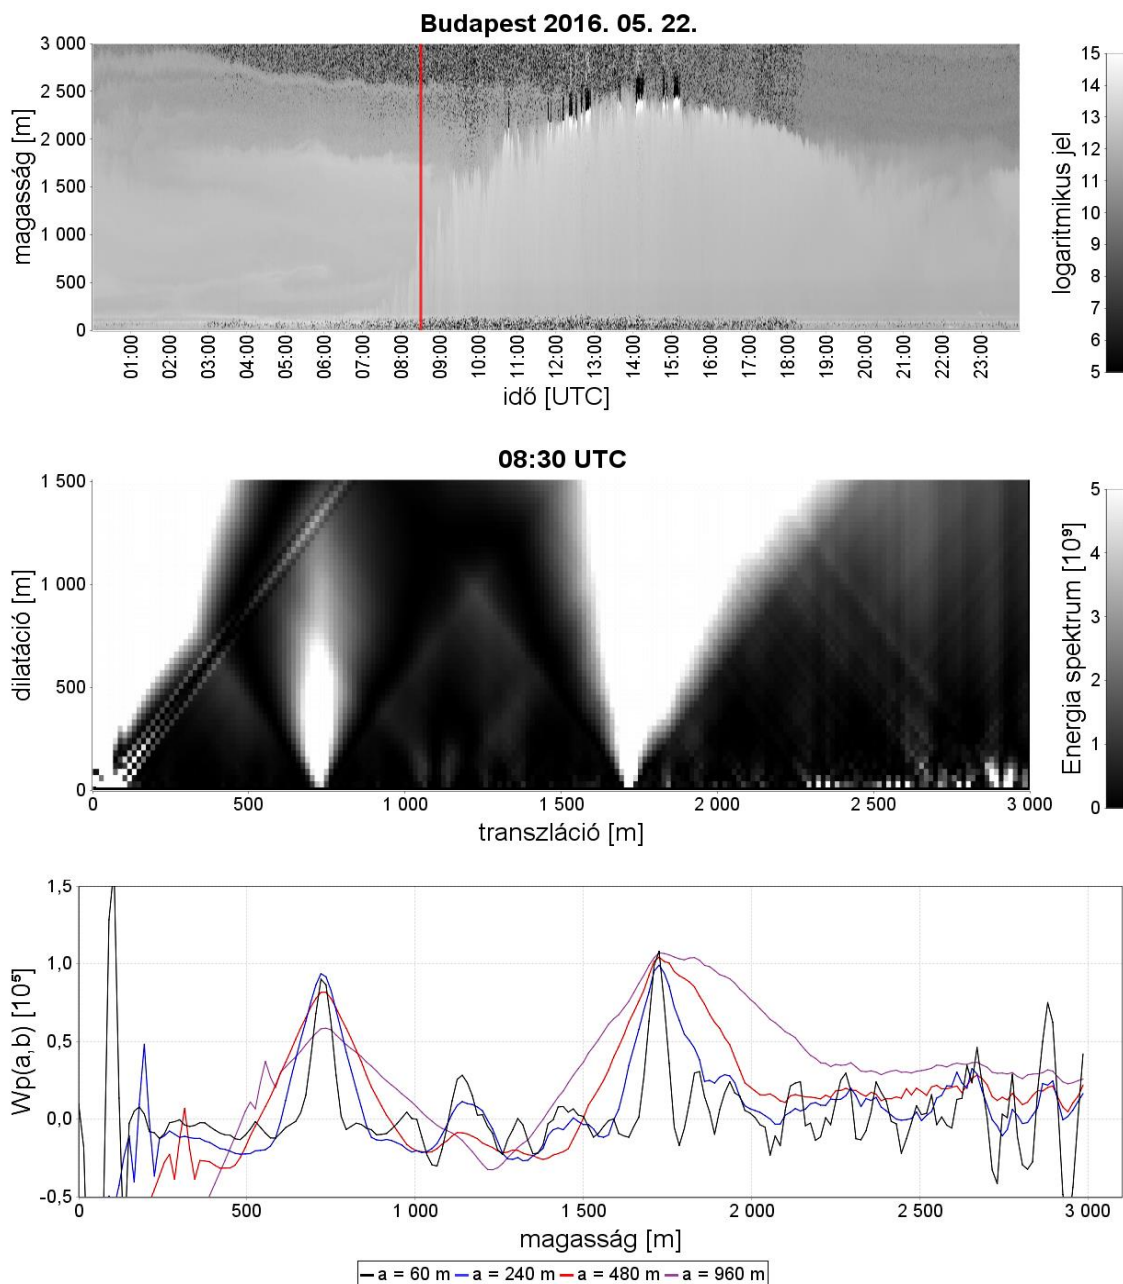 Budapest 2016. 05. 22.
3 000
2 500
2 000
1 500
1 000
500
0
magasság [m]
01:00 02:00 03:00 04:00 05:00 06:00 07:00 08:00 09:00 10:00 11:00 12:00 13:00 14:00 15:00 16:00 17:00 18:00 19:00 20:00 21:00 22:00 23:00
idő [UTC]
15
14
13
12
11
10
9
8
7
6
5
logaritmikus jel
08:30 UTC
1 500
1 000
500
0
dilatáció [m]
0 500 1 000 1 500 2 000 2 500 3 000
transzláció [m]
5
4
3
2
1
0
Energia spektrum [10⁹]
1,5
1,0
0,5
0,0
-0,5
Wp(a,b) [10⁵]
0 500 1 000 1 500 2 000 2 500 3 000
magasság [m]
a = 60 m a = 240 m a = 480 m a = 960 m